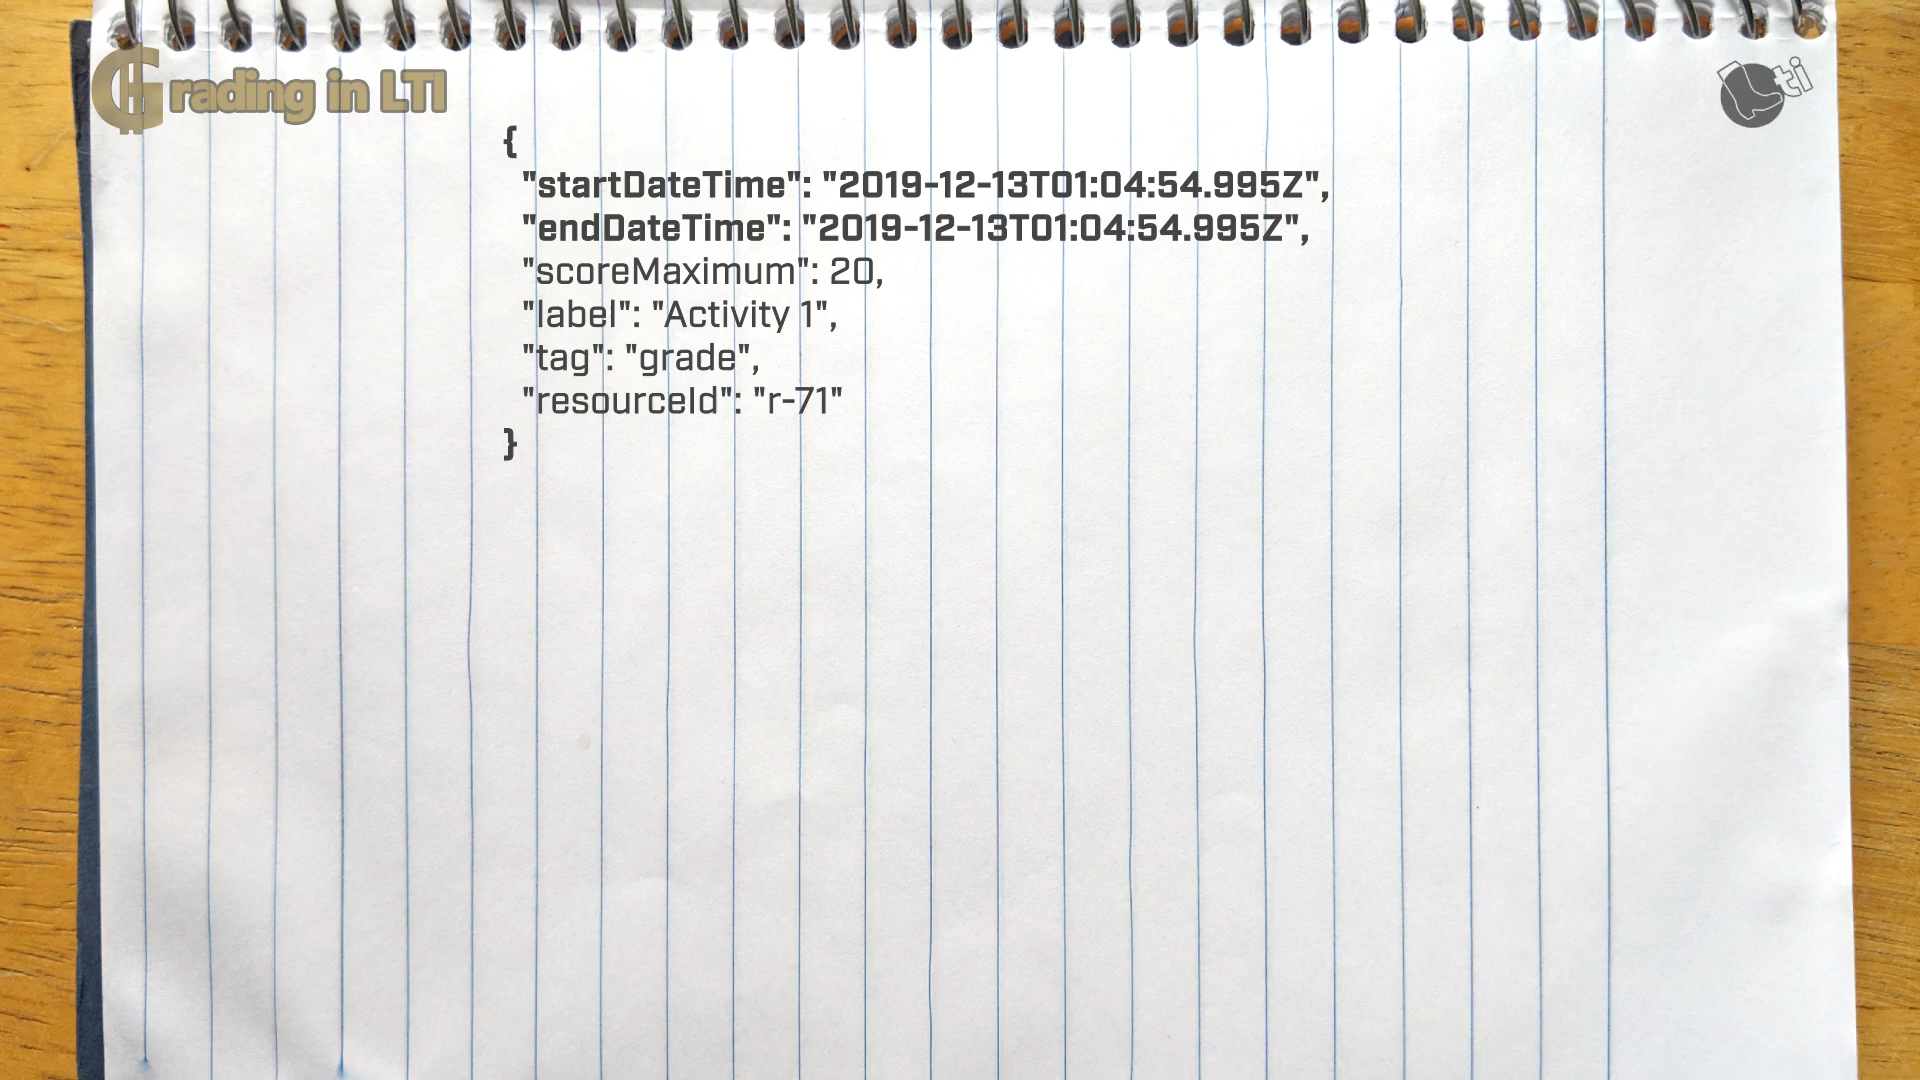 Grading in LTI
Lti
{
"startDateTime": "2019-12-13T01:04:54.995Z",
"endDateTime": "2019-12-13T01:04:54.995Z",
"scoreMaximum": 20,
"label": "Activity 1",
"tag": "grade",
"resourceId": "r-71"
}